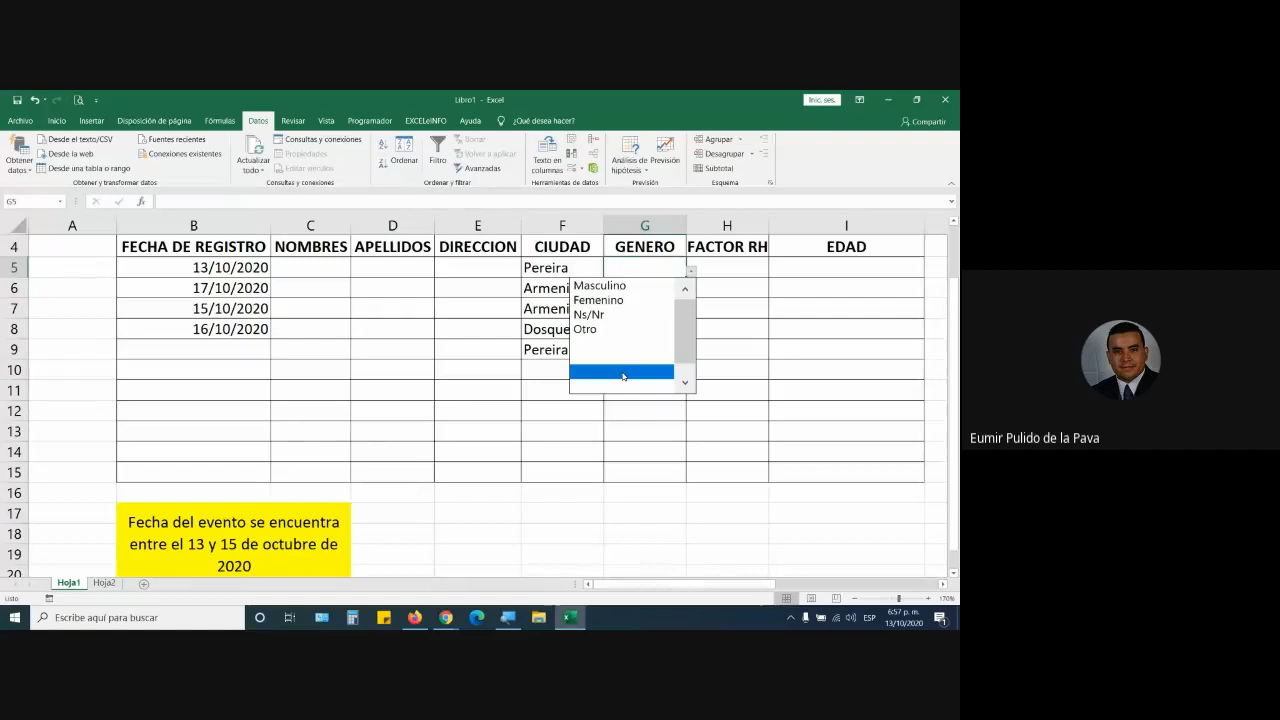 Libro1 - Excel
Inic. ses.
Archivo Inicio Insertar Disposición de página Fórmulas Datos Revisar Vista Programador EXCELeINFO Ayuda ¿Qué desea hacer? Compartir
Obtener datos
Desde el texto/CSV
Desde la web
Desde una tabla o rango
Fuentes recientes
Conexiones existentes
Obtener y transformar datos
Actualizar todo
Consultas y conexiones
Propiedades
Editar vínculos
Consultas y conexiones
Ordenar
Filtro
Borrar
Volver a aplicar
Avanzadas
Ordenar y filtrar
Texto en columnas
Herramientas de datos
Análisis de hipótesis
Previsión
Previsión
Agrupar
Desagrupar
Subtotal
Esquema
G5 fx
A B C D E F G H I
4 FECHA DE REGISTRO NOMBRES APELLIDOS DIRECCION CIUDAD GENERO FACTOR RH EDAD
5 13/10/2020 Pereira
6 17/10/2020 Armeni
7 15/10/2020 Armeni
8 16/10/2020 Dosque
9 Pereira
Masculino
Femenino
Ns/Nr
Otro
10
11
12
13
14
15
16
17
18
19
20
Fecha del evento se encuentra
entre el 13 y 15 de octubre de
2020
Hoja1 Hoja2
Listo
170%
Escribe aquí para buscar
ESP
6:57 p. m.
13/10/2020
1
Eumir Pulido de la Pava